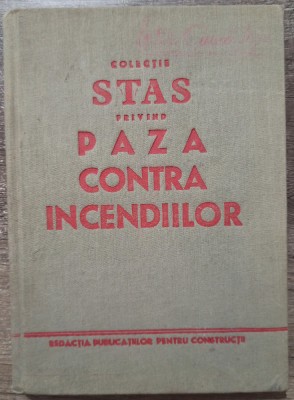 COLECȚIE
STAS
PRIVIND
PAZA
CONTRA
INCENDIILOR
REDACȚIA PUBLICAȚIILOR PENTRU CONSTRUCȚII